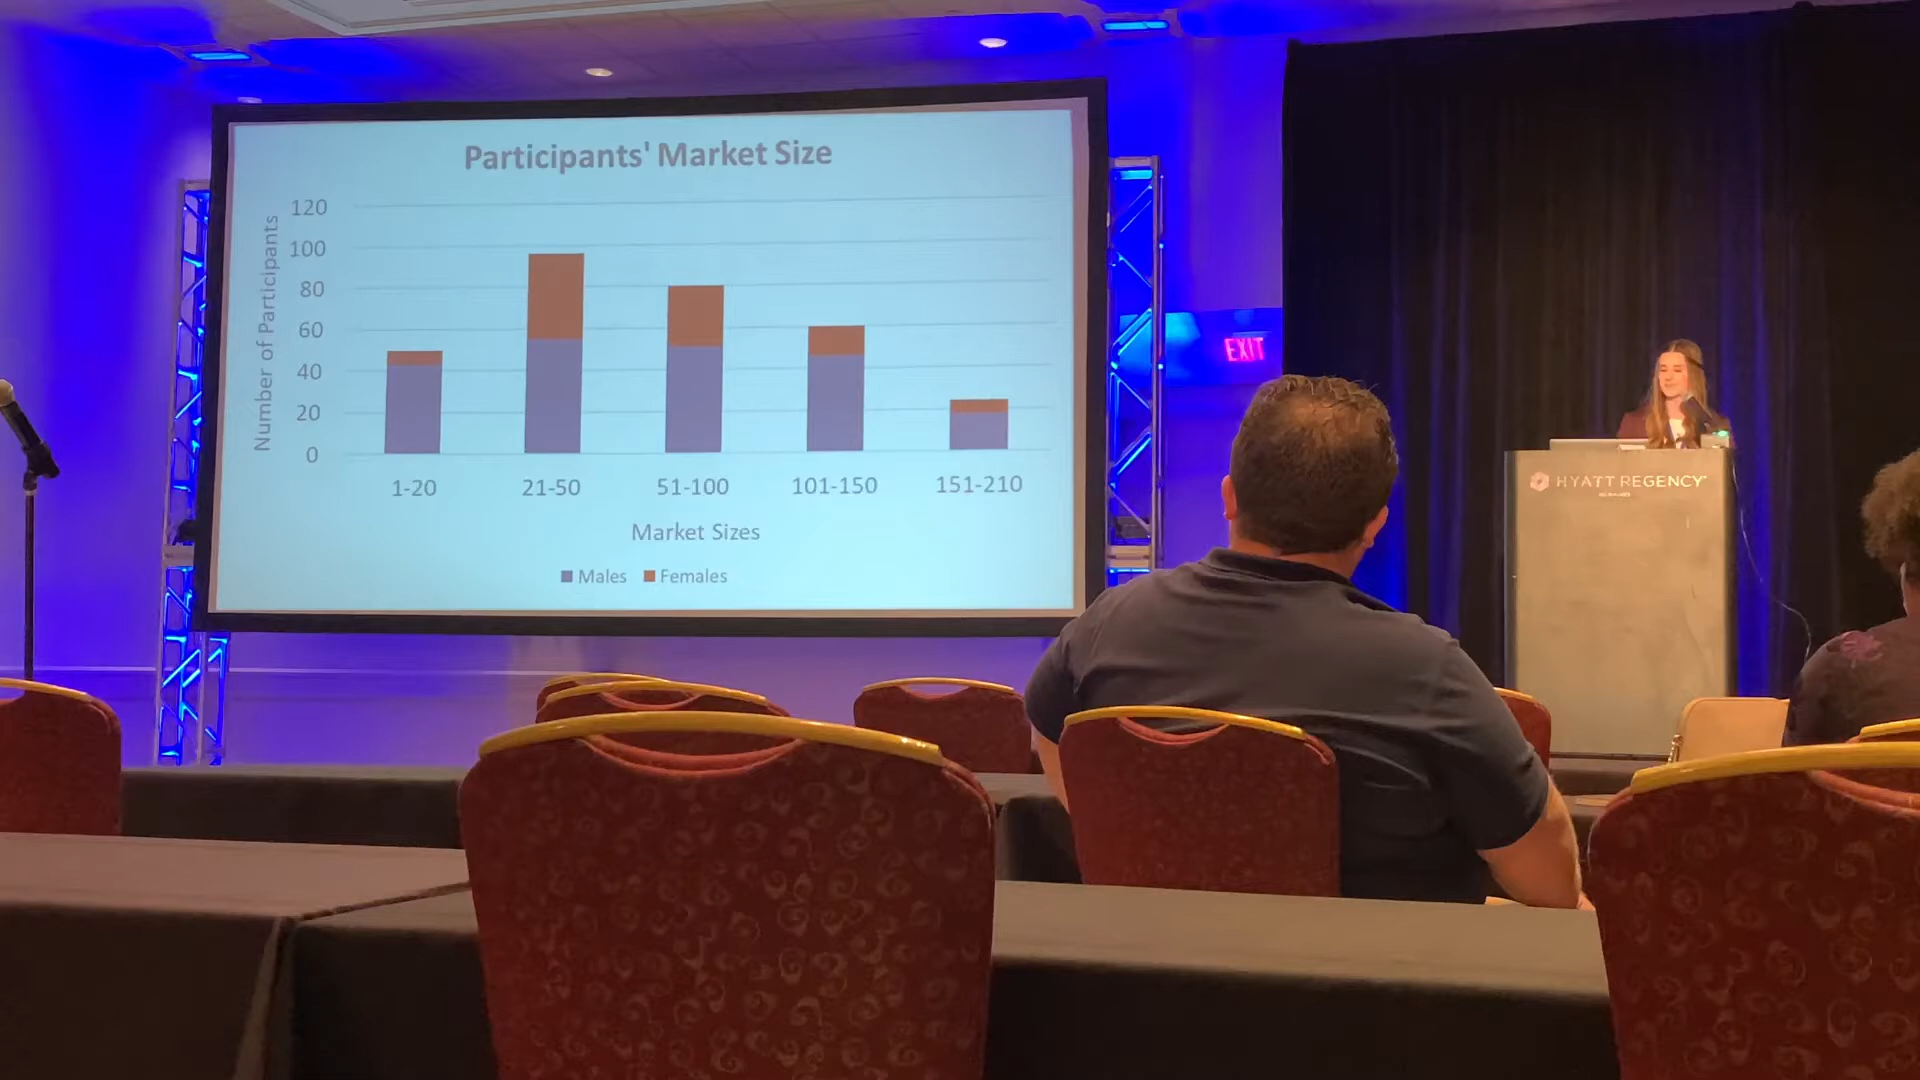 Participants' Market Size
Number of Participants
120
100
80
60
40
20
0
1-20 21-50 51-100 101-150 151-210
Market Sizes
Males Females
EXIT
HYATT REGENCY